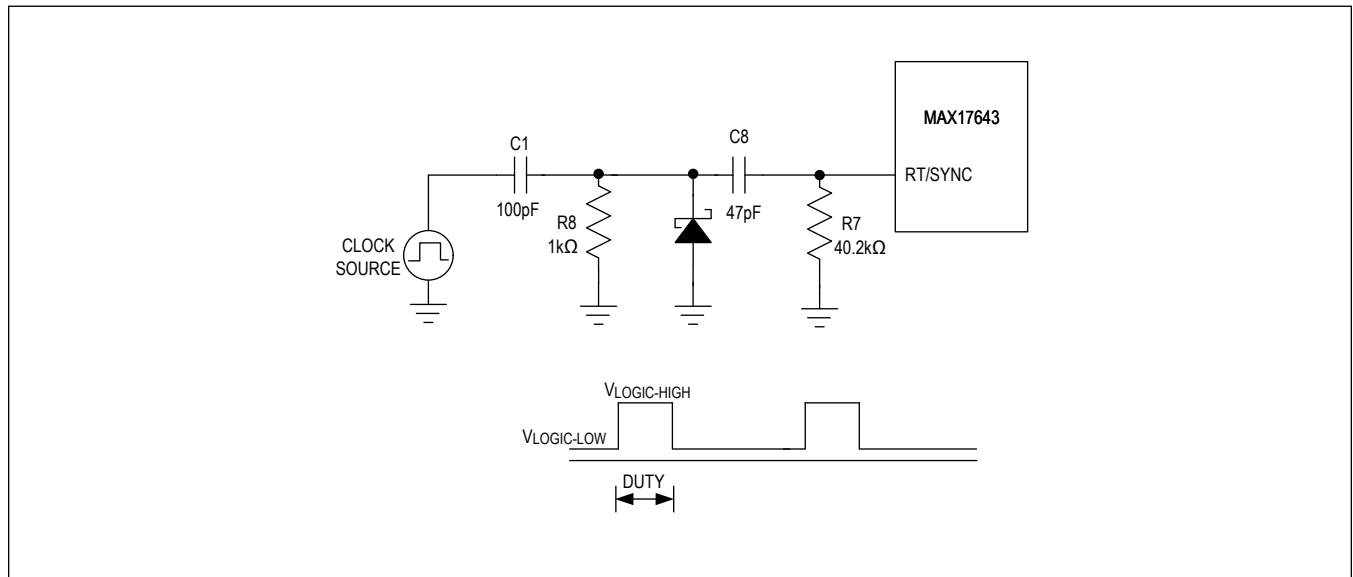 MAX17643
C1
C8
RT/SYNC
100pF
47pF
R8
1kΩ
R7
40.2kΩ
CLOCK
SOURCE
VLOGIC-HIGH
VLOGIC-LOW
DUTY